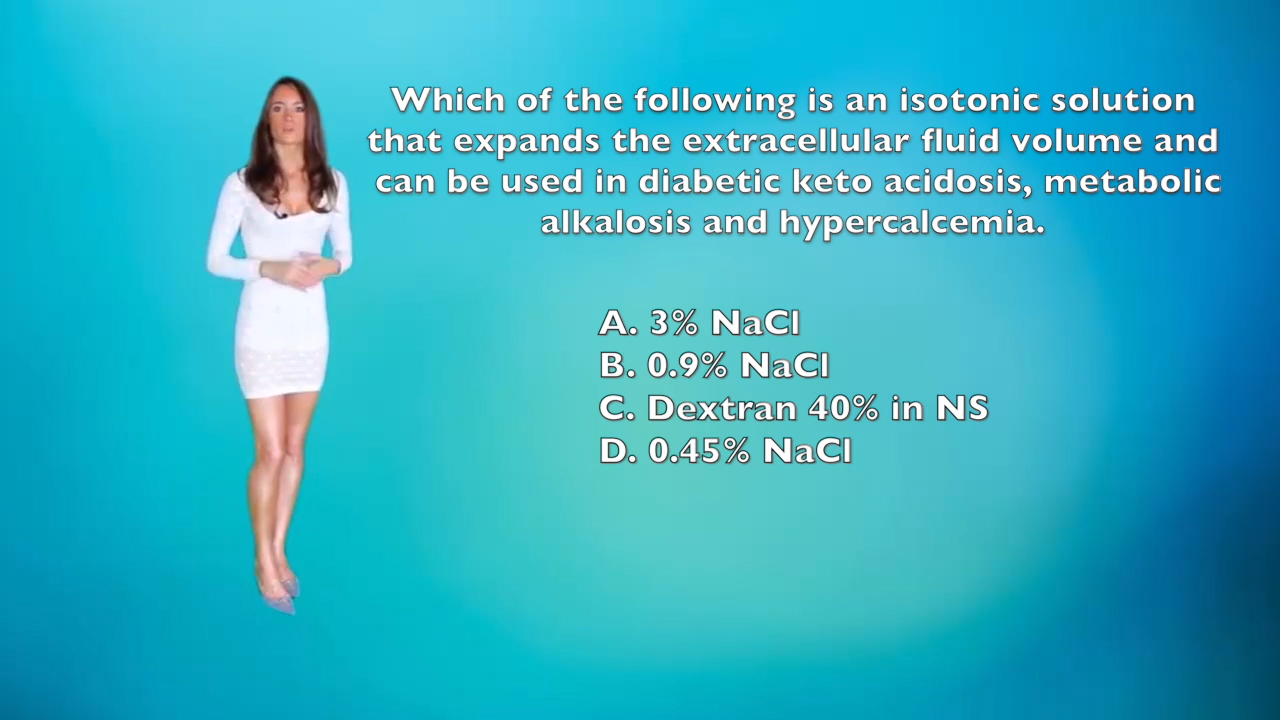 Which of the following is an isotonic solution
that expands the extracellular fluid volume and
can be used in diabetic keto acidosis, metabolic
alkalosis and hypercalcemia.
A. 3% NaCl
B. 0.9% NaCl
C. Dextran 40% in NS
D. 0.45% NaCl